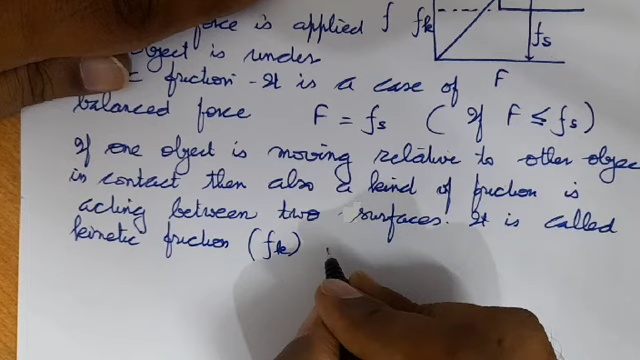 force is applied f fk
object is under fs
friction - It is a case of F
balanced force F = fs ( If F ≤ fs)
If one object is moving relative to other objec
in contact then also a kind of friction is
acting between two surfaces. It is called
kinetic friction (fk)